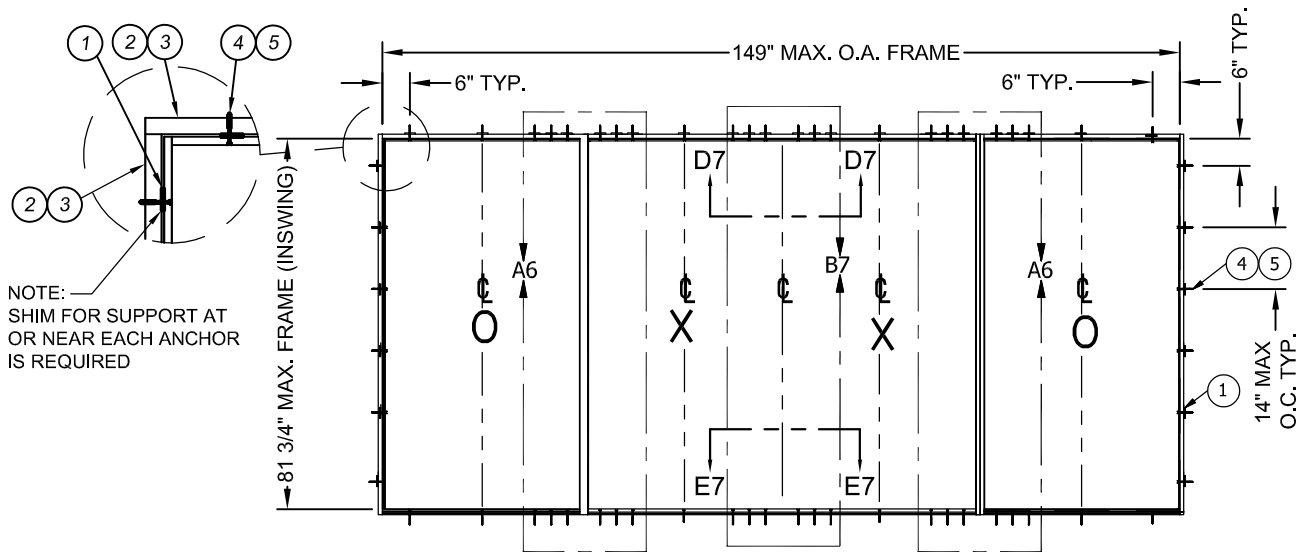 1 2 3 4 5
149" MAX. O.A. FRAME
6" TYP.
6" TYP.
6" TYP.
2 3
NOTE:
SHIM FOR SUPPORT AT
OR NEAR EACH ANCHOR
IS REQUIRED
81 3/4" MAX. FRAME (INSWING)
D7 D7
A6 B7 A6
℄ ℄ ℄ ℄ ℄
O X X O
E7 E7
4 5
14" MAX
O.C. TYP.
1